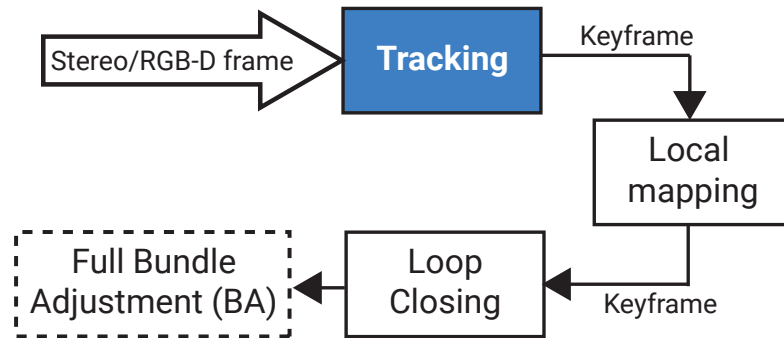 Stereo/RGB-D frame
Tracking
Keyframe
Local
mapping
Keyframe
Loop
Closing
Full Bundle
Adjustment (BA)